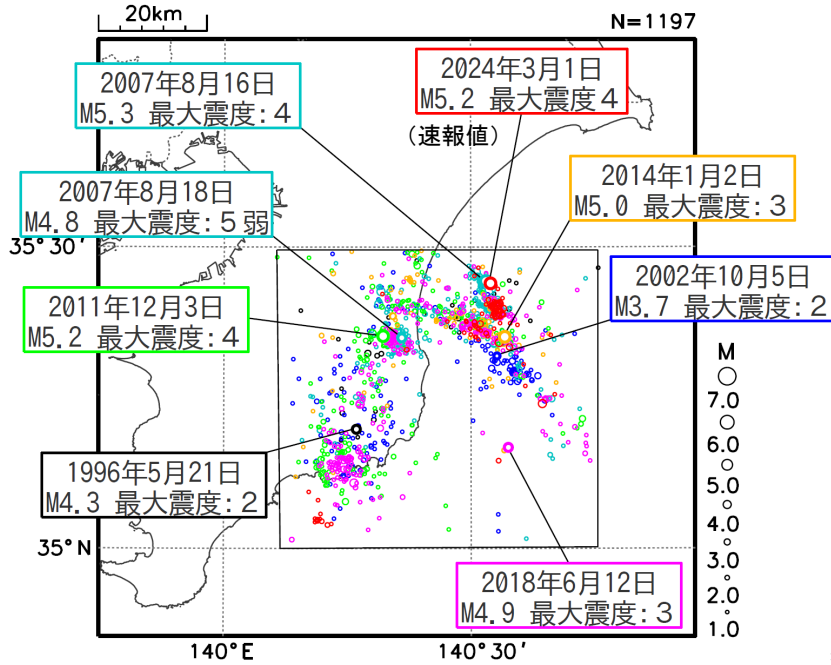 20km
N=1197
2007年8月16日
M5.3 最大震度:4
2024年3月1日
M5.2 最大震度4
(速報値)
2007年8月18日
M4.8 最大震度:5弱
2014年1月2日
M5.0 最大震度:3
35°30′
2011年12月3日
M5.2 最大震度:4
2002年10月5日
M3.7 最大震度:2
1996年5月21日
M4.3 最大震度:2
2018年6月12日
M4.9 最大震度:3
M
7.0
6.0
5.0
4.0
3.0
2.0
1.0
35°N
140°E
140°30′